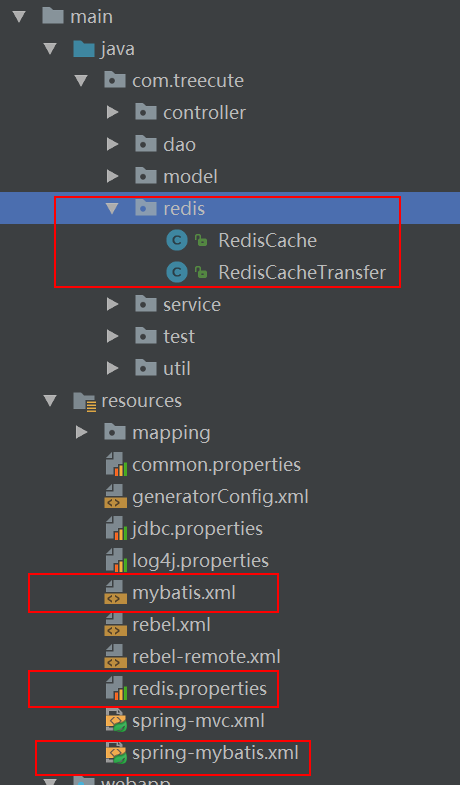 main
java
com.treecute
controller
dao
model
redis
C RedisCache
C RedisCacheTransfer
service
test
util
resources
mapping
common.properties
generatorConfig.xml
jdbc.properties
log4j.properties
mybatis.xml
rebel.xml
rebel-remote.xml
redis.properties
spring-mvc.xml
spring-mybatis.xml
webapp